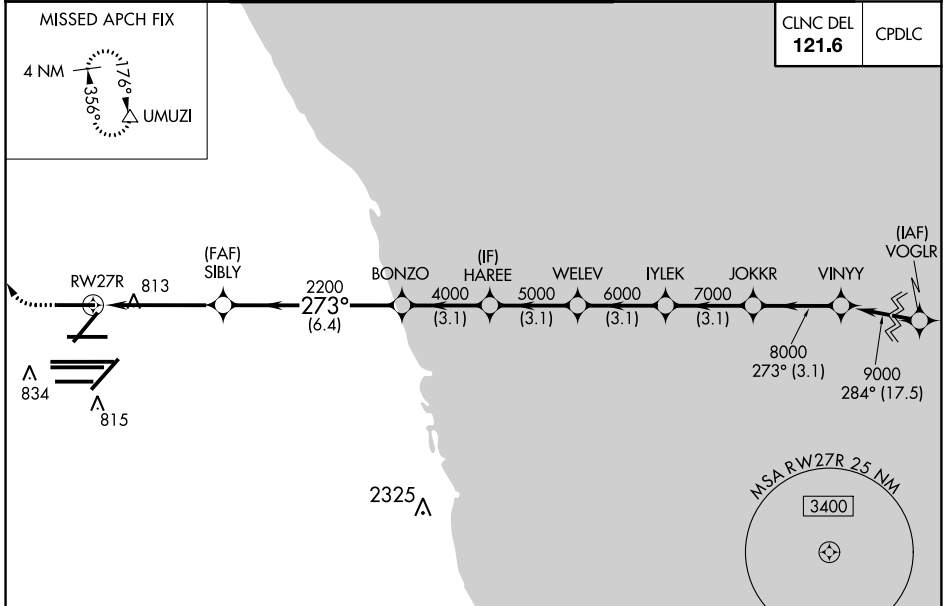 MISSED APCH FIX
4 NM
176°
356°
UMUZI
CLNC DEL
121.6
CPDLC
RW27R
813
(FAF)
SIBLY
2200
273°
(6.4)
BONZO
4000
(3.1)
(IF)
HAREE
5000
(3.1)
WELEV
6000
(3.1)
IYLEK
7000
(3.1)
JOKKR
8000
273° (3.1)
VINYY
9000
284° (17.5)
(IAF)
VOGLR
834
815
2325
MSA RW27R 25 NM
3400